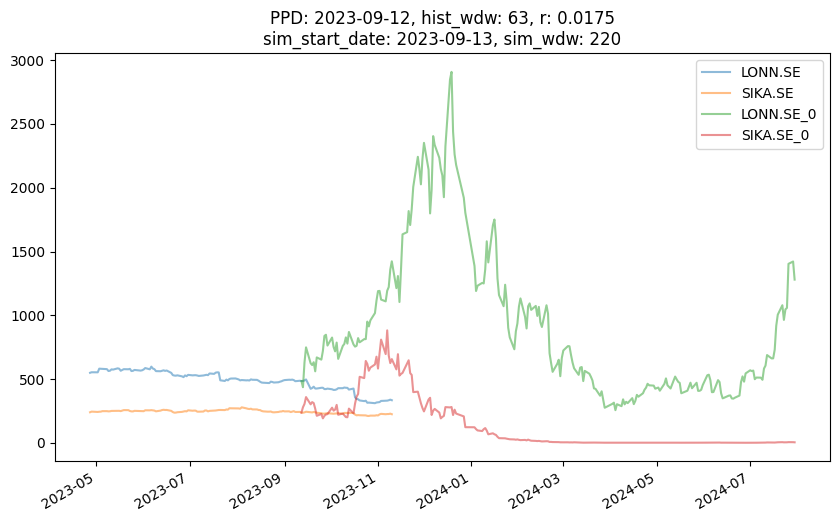 PPD: 2023-09-12, hist_wdw: 63, r: 0.0175
sim_start_date: 2023-09-13, sim_wdw: 220
3000
2500
2000
1500
1000
500
0
LONN.SE
SIKA.SE
LONN.SE_0
SIKA.SE_0
2023-05
2023-07
2023-09
2023-11
2024-01
2024-03
2024-05
2024-07